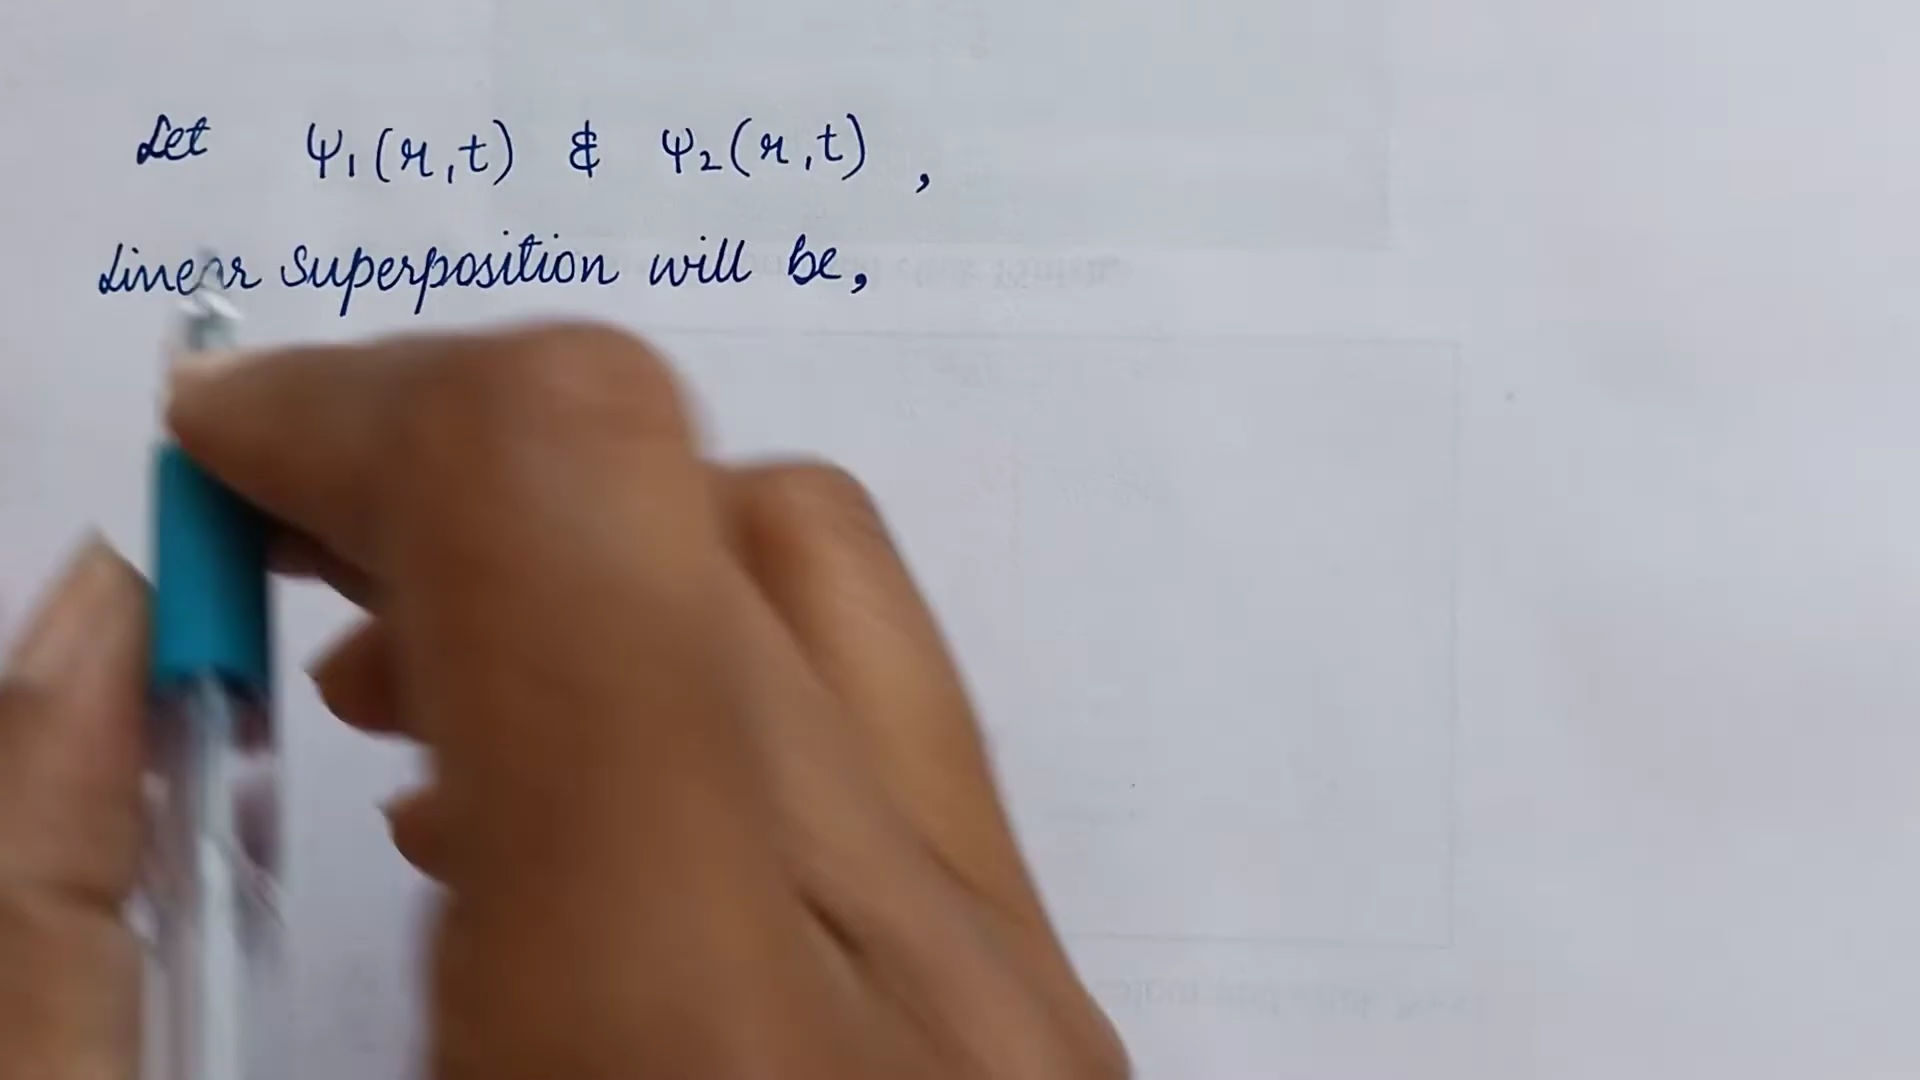 Let ψ₁(r,t) & ψ₂(r,t) ,
Linear superposition will be,